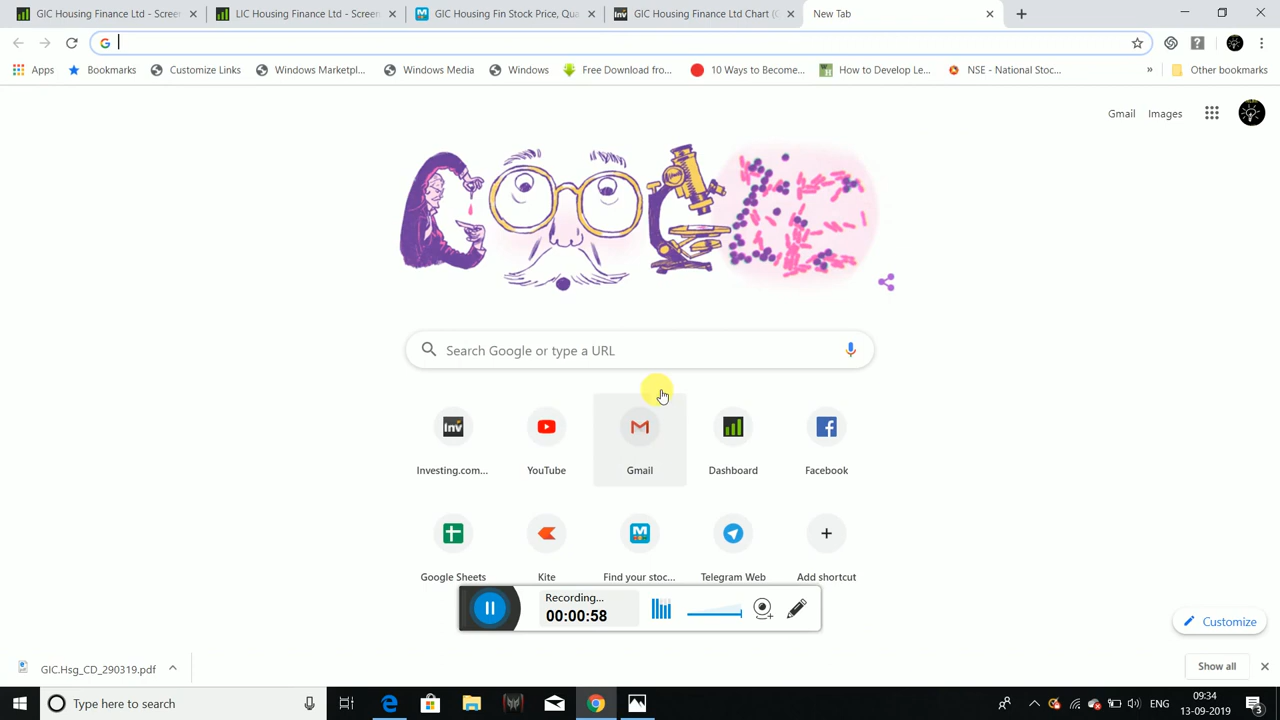 GIC Housing Finance Ltd - Screen
LIC Housing Finance Ltd - Screen
GIC Housing Fin Stock Price, Quo
GIC Housing Finance Ltd Chart (G
New Tab
Apps
Bookmarks
Customize Links
Windows Marketpl...
Windows Media
Windows
Free Download fro...
10 Ways to Become...
How to Develop Le...
NSE - National Stoc...
»
Other bookmarks
Gmail
Images
Search Google or type a URL
Investing.com...
YouTube
Gmail
Dashboard
Facebook
Google Sheets
Kite
Find your stoc...
Telegram Web
Add shortcut
Recording...
00:00:58
Customize
GIC.Hsg_CD_290319.pdf
Show all
Type here to search
ENG
09:34
13-09-2019
3